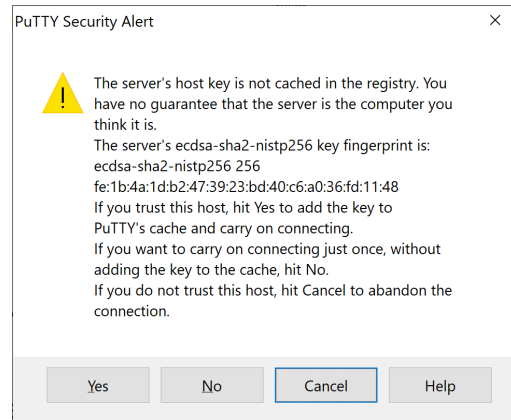 PuTTY Security Alert
The server's host key is not cached in the registry. You
have no guarantee that the server is the computer you
think it is.
The server's ecdsa-sha2-nistp256 key fingerprint is:
ecdsa-sha2-nistp256 256
fe:1b:4a:1d:b2:47:39:23:bd:40:c6:a0:36:fd:11:48
If you trust this host, hit Yes to add the key to
PuTTY's cache and carry on connecting.
If you want to carry on connecting just once, without
adding the key to the cache, hit No.
If you do not trust this host, hit Cancel to abandon the
connection.
Yes No Cancel Help